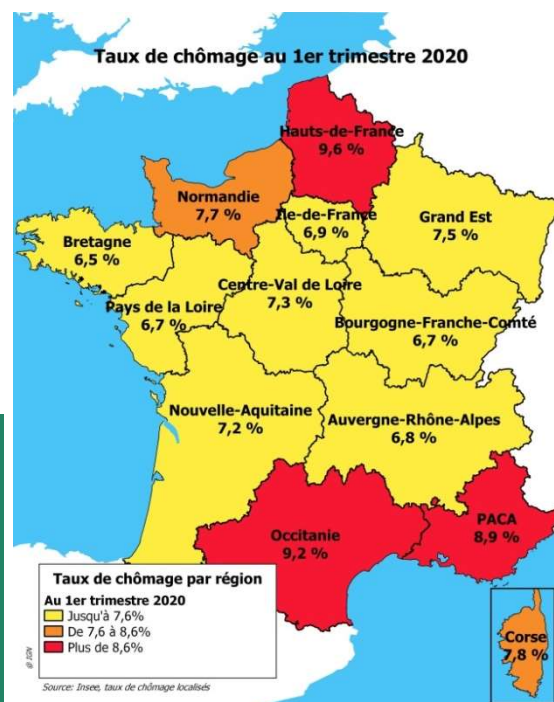 Taux de chômage au 1er trimestre 2020
Hauts-de-France
9,6 %
Normandie
7,7 %
Ile-de-France
6,9 %
Grand Est
7,5 %
Bretagne
6,5 %
Centre-Val de Loire
7,3 %
Pays de la Loire
6,7 %
Bourgogne-Franche-Comté
6,7 %
Nouvelle-Aquitaine
7,2 %
Auvergne-Rhône-Alpes
6,8 %
Occitanie
9,2 %
PACA
8,9 %
Corse
7,8 %
Taux de chômage par région
Au 1er trimestre 2020
Jusqu'à 7,6%
De 7,6 à 8,6%
Plus de 8,6%
@ IGN
Source: Insee, taux de chômage localisés